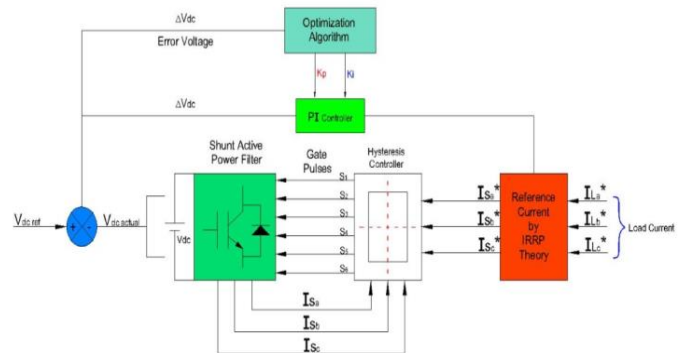 ΔVdc
Error Voltage
Optimization
Algorithm
Kp
Ki
ΔVdc
PI Controller
Shunt Active
Power Filter
Gate
Pulses
Hysteresis
Controller
S1
S2
S3
S4
S5
S6
Vdc ref
+
-
Vdc actual
Vdc
ISa*
ISb*
ISc*
Reference
Current
by
IRRP
Theory
ILa*
ILb*
ILc*
Load Current
ISa
ISb
ISc